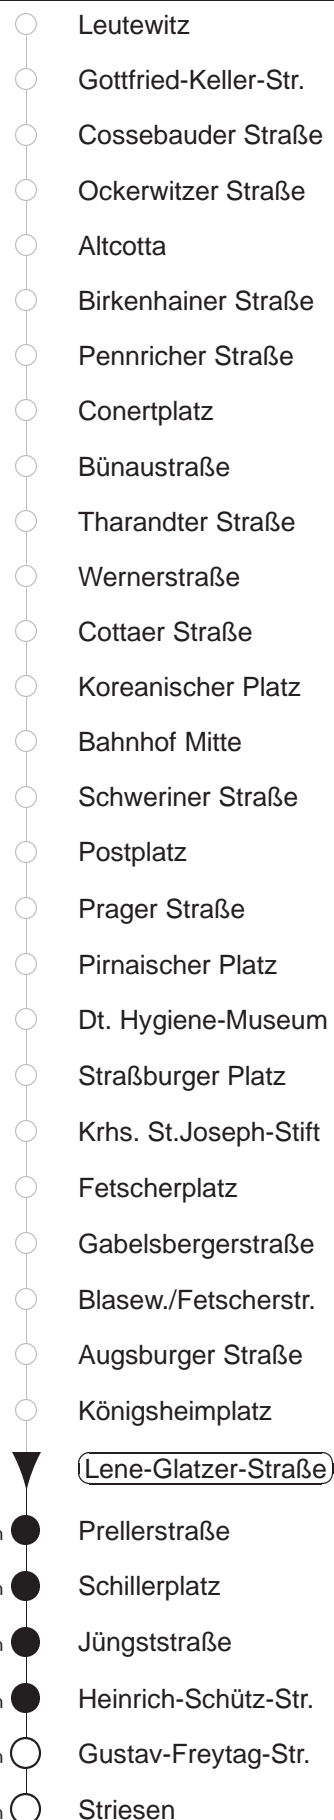 Leutewitz
Gottfried-Keller-Str.
Cossebauder Straße
Ockerwitzer Straße
Altcotta
Birkenhainer Straße
Pennricher Straße
Conertplatz
Bünaustraße
Tharandter Straße
Wernerstraße
Cottaer Straße
Koreanischer Platz
Bahnhof Mitte
Schweriner Straße
Postplatz
Prager Straße
Pirnaischer Platz
Dt. Hygiene-Museum
Straßburger Platz
Krhs. St.Joseph-Stift
Fetscherplatz
Gabelsbergerstraße
Blasew./Fetscherstr.
Augsburger Straße
Königsheimplatz
Lene-Glatzer-Straße
Prellerstraße
Schillerplatz
Jüngststraße
Heinrich-Schütz-Str.
Gustav-Freytag-Str.
Striesen